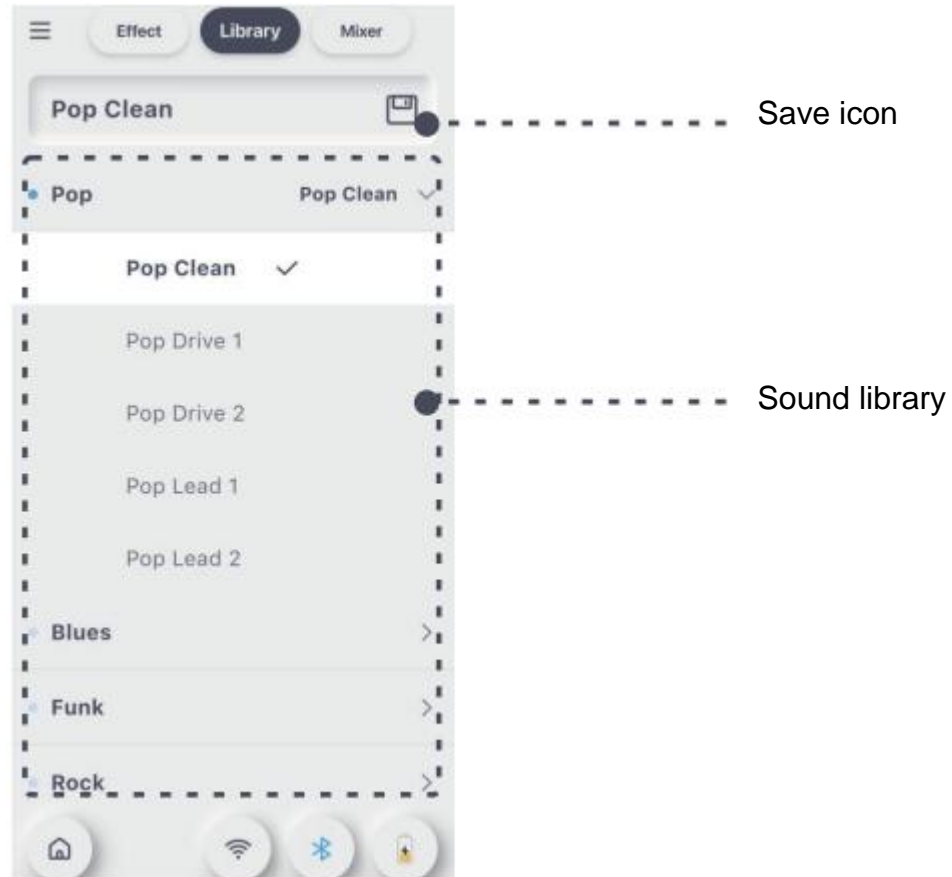 Effect Library Mixer
Pop Clean
Save icon
Pop Pop Clean
Pop Clean
Pop Drive 1
Pop Drive 2
Sound library
Pop Lead 1
Pop Lead 2
Blues
Funk
Rock